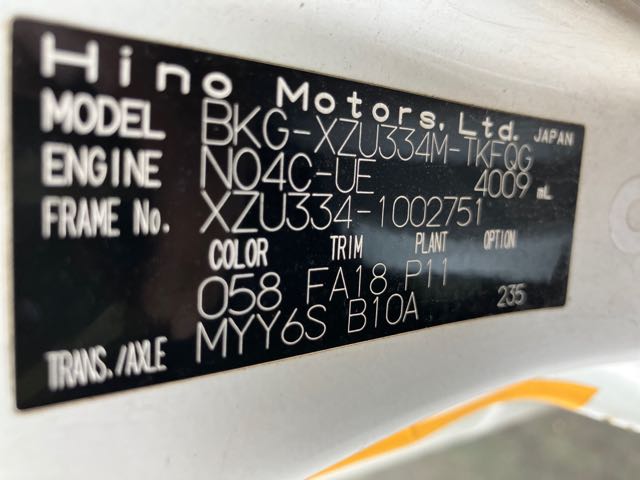 Hino Motors, Ltd. JAPAN
MODEL BKG-XZU334M-TKFQG
ENGINE N04C-UE 4009 mL
FRAME No. XZU334-1002751
COLOR TRIM PLANT OPTION
058 FA18 P11 235
TRANS./AXLE MYY6S B10A